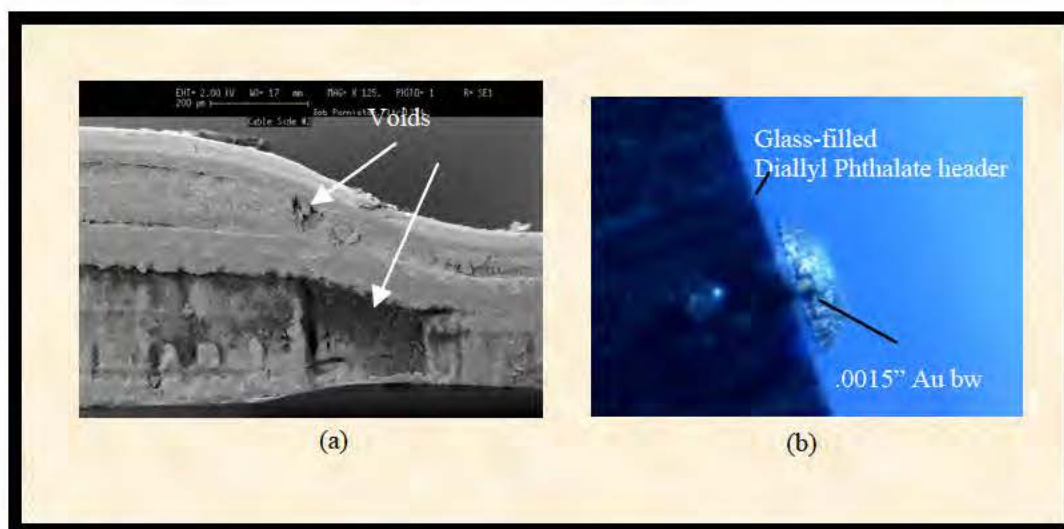 EHT= 2.00 kV WD= 17 mm MAG= X 125. PHOTO= 1 R= SE1
200 µm
Cable Side
Voids
(a)
Glass-filled
Diallyl Phthalate header
.0015” Au bw
(b)